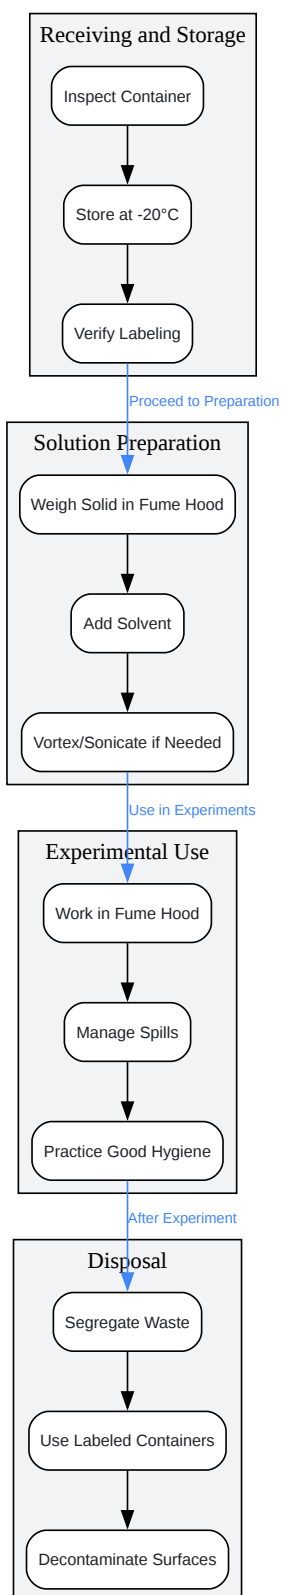 Receiving and Storage
Inspect Container
Store at -20°C
Verify Labeling
Proceed to Preparation
Solution Preparation
Weigh Solid in Fume Hood
Add Solvent
Vortex/Sonicate if Needed
Use in Experiments
Experimental Use
Work in Fume Hood
Manage Spills
Practice Good Hygiene
After Experiment
Disposal
Segregate Waste
Use Labeled Containers
Decontaminate Surfaces